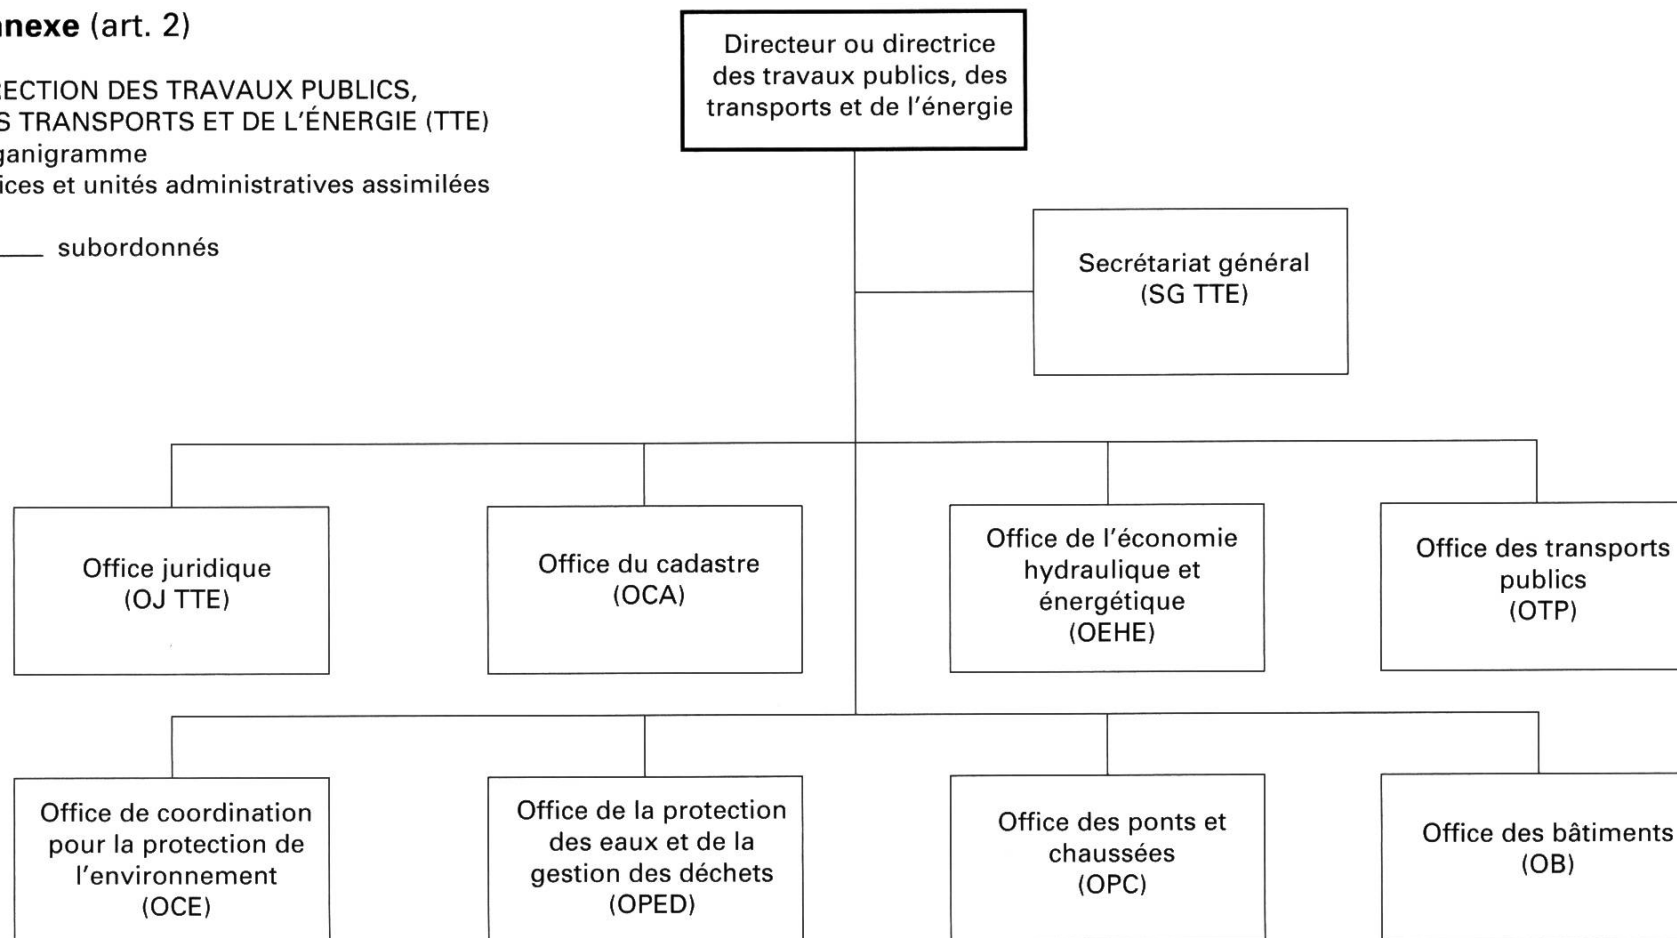 nnexe (art. 2)
RECTION DES TRAVAUX PUBLICS,
S TRANSPORTS ET DE L'ÉNERGIE (TTE)
ganigramme
ices et unités administratives assimilées
subordonnés
Directeur ou directrice
des travaux publics, des
transports et de l'énergie
Secrétariat général
(SG TTE)
Office juridique
(OJ TTE)
Office du cadastre
(OCA)
Office de l'économie
hydraulique et
énergétique
(OEHE)
Office des transports
publics
(OTP)
Office de coordination
pour la protection de
l'environnement
(OCE)
Office de la protection
des eaux et de la
gestion des déchets
(OPED)
Office des ponts et
chaussées
(OPC)
Office des bâtiments
(OB)